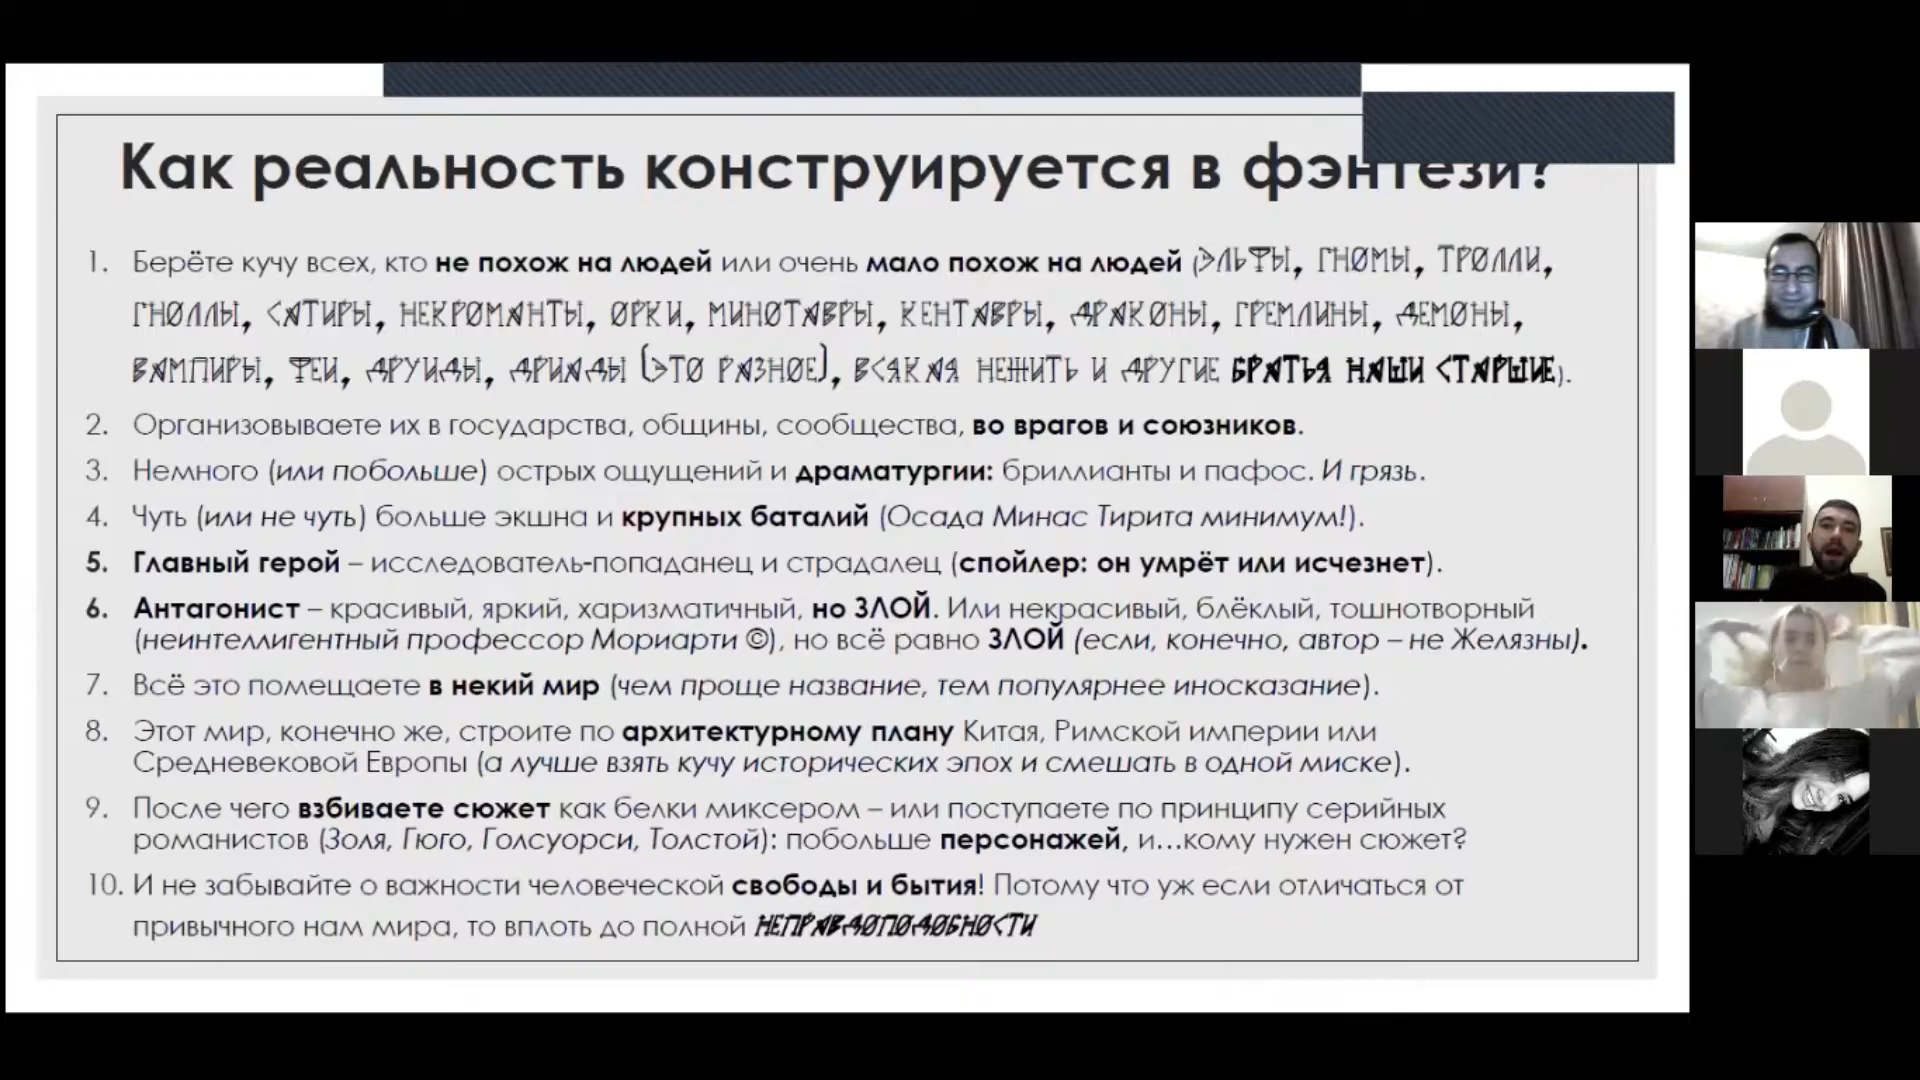 Как реальность конструируется в фэнтези?
1. Берёте кучу всех, кто не похож на людей или очень мало похож на людей (ЭЛЬФЫ, ГНОМЫ, ТРОЛЛИ,
ГНОЛЛЫ, САТИРЫ, НЕКРОМАНТЫ, ОРКИ, МИНОТАВРЫ, КЕНТАВРЫ, ДРАКОНЫ, ГРЕМЛИНЫ, ДЕМОНЫ,
ВАМПИРЫ, ФЕИ, ДРУИДЫ, ДРИАДЫ (ЭТО РАЗНОЕ), ВСЯКАЯ НЕЖИТЬ И ДРУГИЕ БРАТЬЯ НАШИ СТАРШИЕ).
2. Организовываете их в государства, общины, сообщества, во врагов и союзников.
3. Немного (или побольше) острых ощущений и драматургии: бриллианты и пафос. И грязь.
4. Чуть (или не чуть) больше экшна и крупных баталий (Осада Минас Тирита минимум!).
5. Главный герой – исследователь-попаданец и страдалец (спойлер: он умрёт или исчезнет).
6. Антагонист – красивый, яркий, харизматичный, но ЗЛОЙ. Или некрасивый, блёклый, тошнотворный
(неинтеллигентный профессор Мориарти ©), но всё равно ЗЛОЙ (если, конечно, автор – не Желязны).
7. Всё это помещаете в некий мир (чем проще название, тем популярнее иносказание).
8. Этот мир, конечно же, строите по архитектурному плану Китая, Римской империи или
Средневековой Европы (а лучше взять кучу исторических эпох и смешать в одной миске).
9. После чего взбиваете сюжет как белки миксером – или поступаете по принципу серийных
романистов (Золя, Гюго, Голсуорси, Толстой): побольше персонажей, и…кому нужен сюжет?
10. И не забывайте о важности человеческой свободы и бытия! Потому что уж если отличаться от
привычного нам мира, то вплоть до полной НЕПРАВДОПОДОБНОСТИ